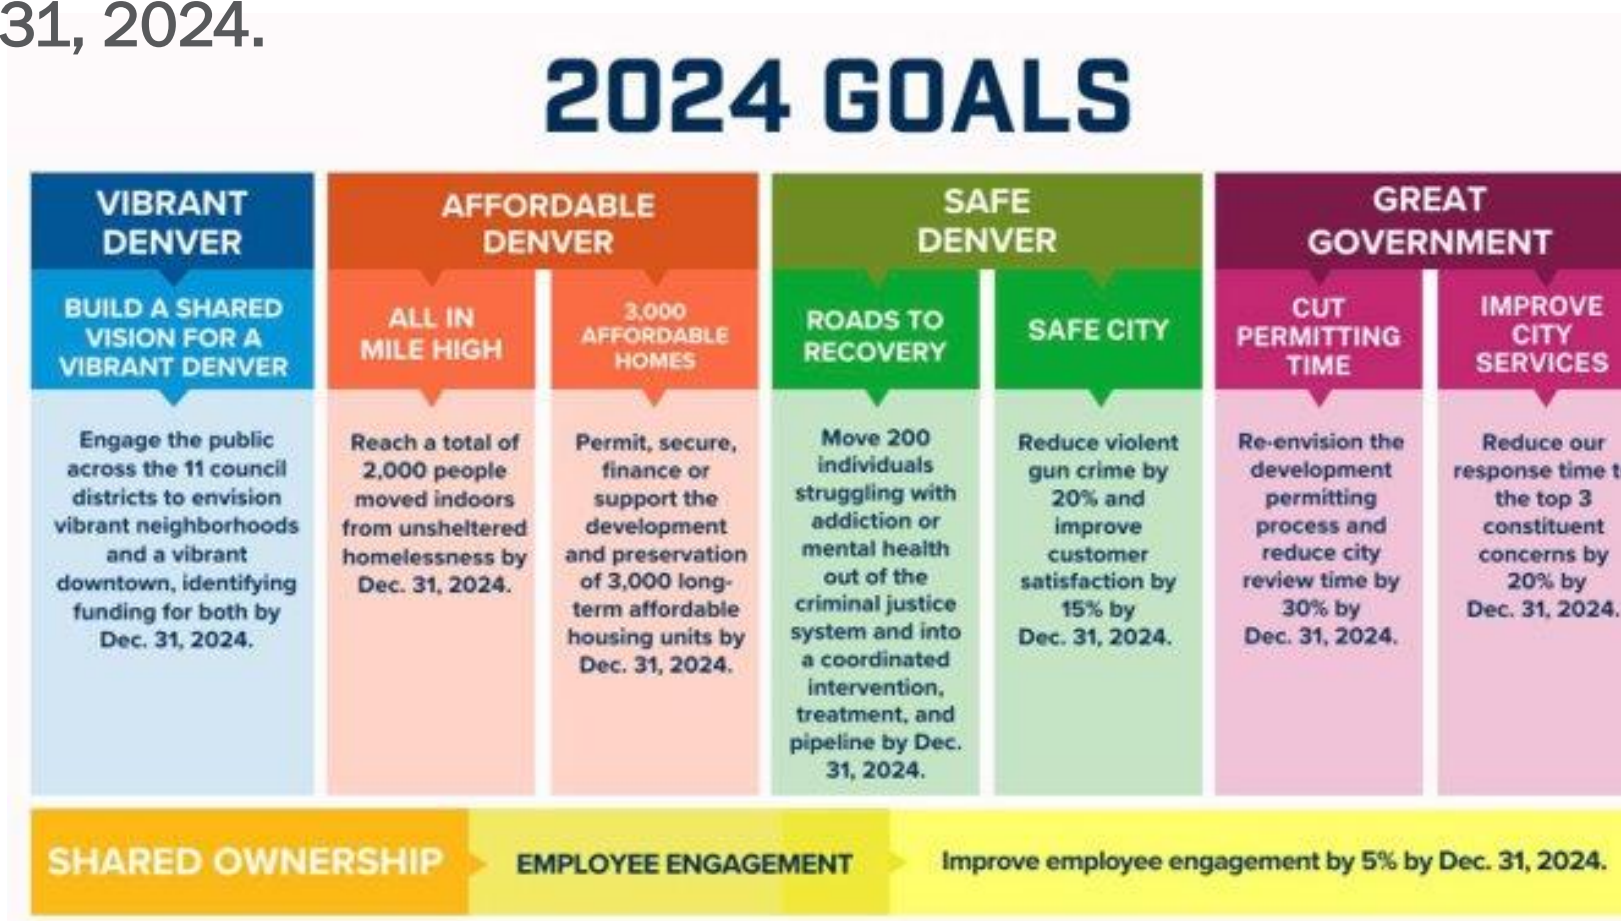 31, 2024.
2024 GOALS
VIBRANT
DENVER
BUILD A SHARED
VISION FOR A
VIBRANT DENVER
Engage the public
across the 11 council
districts to envision
vibrant neighborhoods
and a vibrant
downtown, identifying
funding for both by
Dec. 31, 2024.
AFFORDABLE
DENVER
ALL IN
MILE HIGH
Reach a total of
2,000 people
moved indoors
from unsheltered
homelessness by
Dec. 31, 2024.
3,000
AFFORDABLE
HOMES
Permit, secure,
finance or
support the
development
and preservation
of 3,000 long-
term affordable
housing units by
Dec. 31, 2024.
SAFE
DENVER
ROADS TO
RECOVERY
Move 200
individuals
struggling with
addiction or
mental health
out of the
criminal justice
system and into
a coordinated
intervention,
treatment, and
pipeline by Dec.
31, 2024.
SAFE CITY
Reduce violent
gun crime by
20% and
improve
customer
satisfaction by
15% by
Dec. 31, 2024.
GREAT
GOVERNMENT
CUT
PERMITTING
TIME
Re-envision the
development
permitting
process and
reduce city
review time by
30% by
Dec. 31, 2024.
IMPROVE
CITY
SERVICES
Reduce our
response time t
the top 3
constituent
concerns by
20% by
Dec. 31, 2024.
SHARED OWNERSHIP
EMPLOYEE ENGAGEMENT
Improve employee engagement by 5% by Dec. 31, 2024.